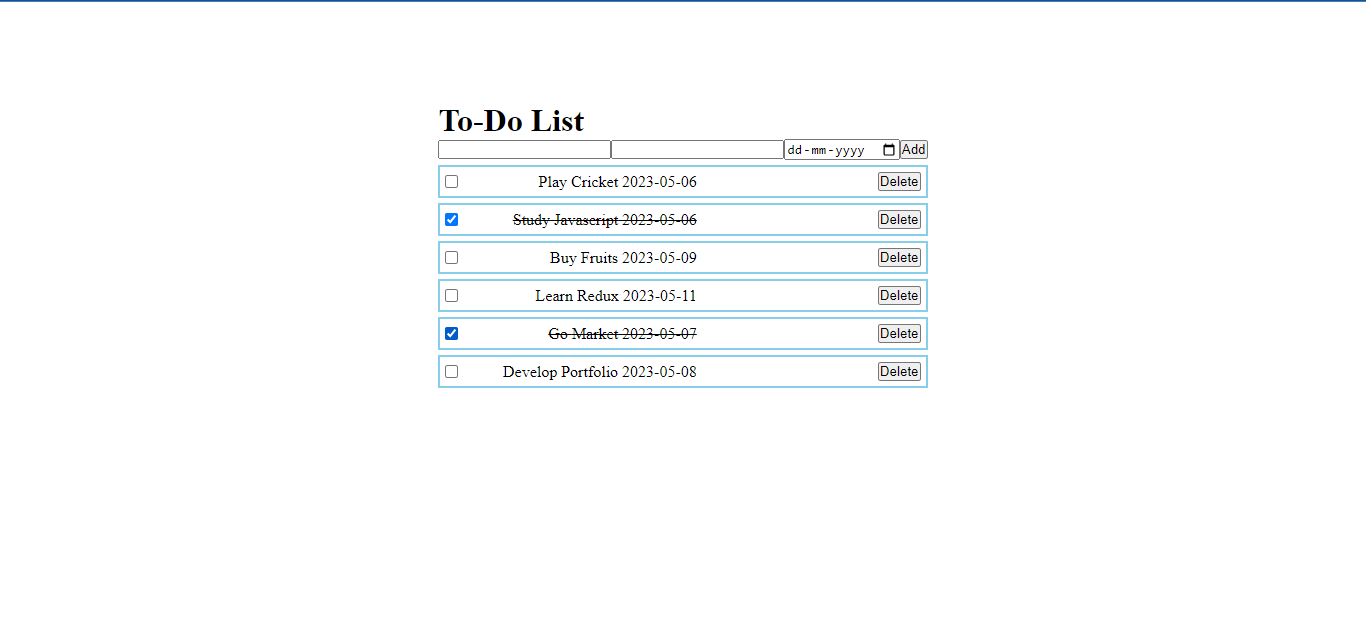 To-Do List
dd-mm-yyyy Add
Play Cricket 2023-05-06 Delete
Study Javascript 2023-05-06 Delete
Buy Fruits 2023-05-09 Delete
Learn Redux 2023-05-11 Delete
Go Market 2023-05-07 Delete
Develop Portfolio 2023-05-08 Delete